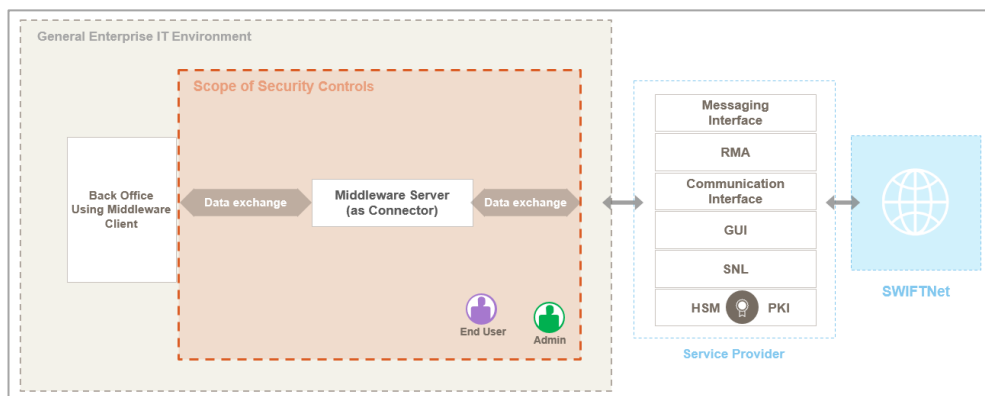 General Enterprise IT Environment
Scope of Security Controls
Back Office
Using Middleware
Client
Data exchange
Middleware Server
(as Connector)
Data exchange
End User
Admin
Messaging
Interface
RMA
Communication
Interface
GUI
SNL
HSM PKI
Service Provider
SWIFTNet